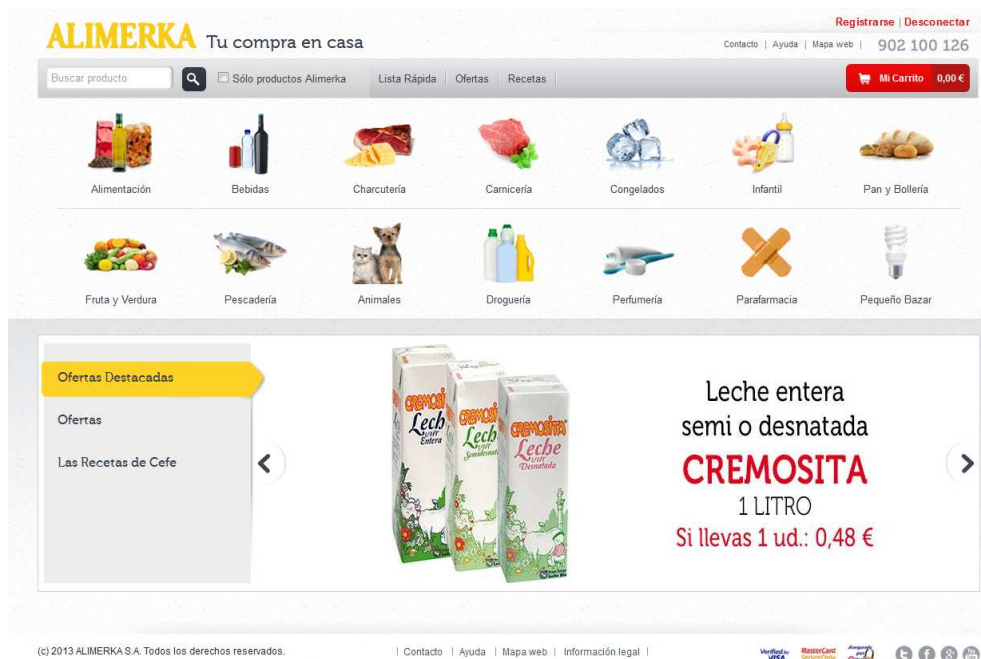 Registrarse | Desconectar
ALIMERKA Tu compra en casa
Contacto | Ayuda | Mapa web | 902 100 126
Buscar producto Sólo productos Alimerka Lista Rápida Ofertas Recetas Mi Carrito 0,00 €
Alimentación Bebidas Charcutería Carnicería Congelados Infantil Pan y Bollería
Fruta y Verdura Pescadería Animales Droguería Perfumería Parafarmacia Pequeño Bazar
Ofertas Destacadas
Ofertas
Las Recetas de Cefe
CREMOSITA
Leche
UHT
Entera
CREMOSITA
Leche
UHT
Semidesnatada
CREMOSITA
Leche
UHT
Desnatada
Leche entera
semi o desnatada
CREMOSITA
1 LITRO
Si llevas 1 ud.: 0,48 €
(c) 2013 ALIMERKA S.A. Todos los derechos reservados. | Contacto | Ayuda | Mapa web | Información legal |
Verified by
VISA
MasterCard
SecureCode